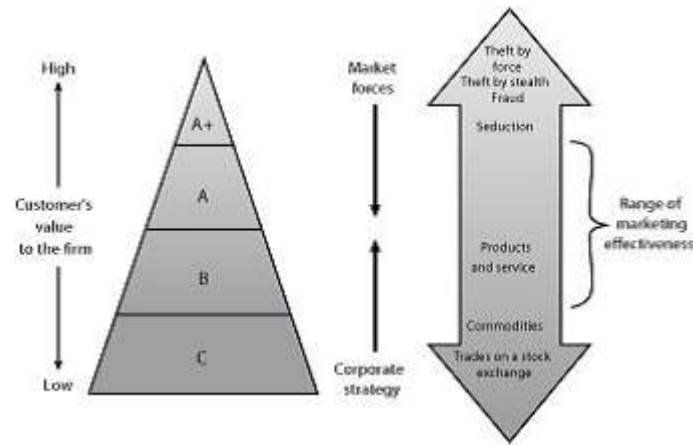 High
Customer's
value
to the firm
Low
A+
A
B
C
Market
forces
Corporate
strategy
Theft by
force
Theft by stealth
Fraud
Seduction
Products
and service
Commodities
Trades on a stock
exchange
Range of
marketing
effectiveness